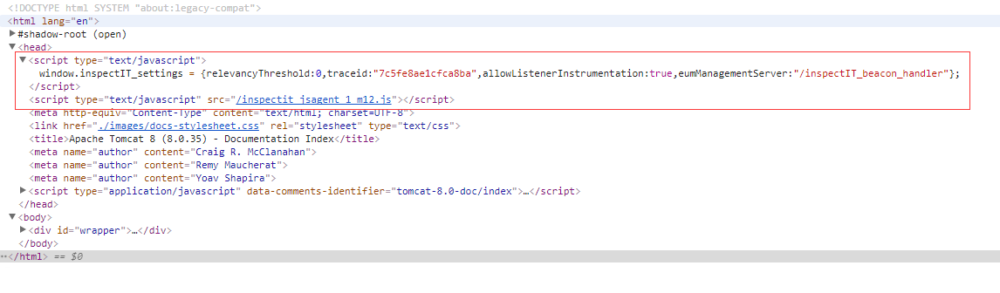 <!DOCTYPE html SYSTEM "about:legacy-compat">
<html lang="en">
#shadow-root (open)
<head>
<script type="text/javascript">
window.inspectIT_settings = {relevancyThreshold:0,traceid:"7c5fe8ae1cfca8ba",allowListenerInstrumentation:true,eumManagementServer:"/inspectIT_beacon_handler"};
</script>
<script type="text/javascript" src="/inspectit_jsagent_1_m12.js"></script>
<meta http-equiv="Content-Type" content="text/html; charset=UTF-8">
<link href="./images/docs-stylesheet.css" rel="stylesheet" type="text/css">
<title>Apache Tomcat 8 (8.0.35) - Documentation Index</title>
<meta name="author" content="Craig R. McClanahan">
<meta name="author" content="Remy Maucherat">
<meta name="author" content="Yoav Shapira">
<script type="application/javascript" data-comments-identifier="tomcat-8.0-doc/index">…</script>
</head>
<body>
<div id="wrapper">…</div>
</body>
</html> == $0